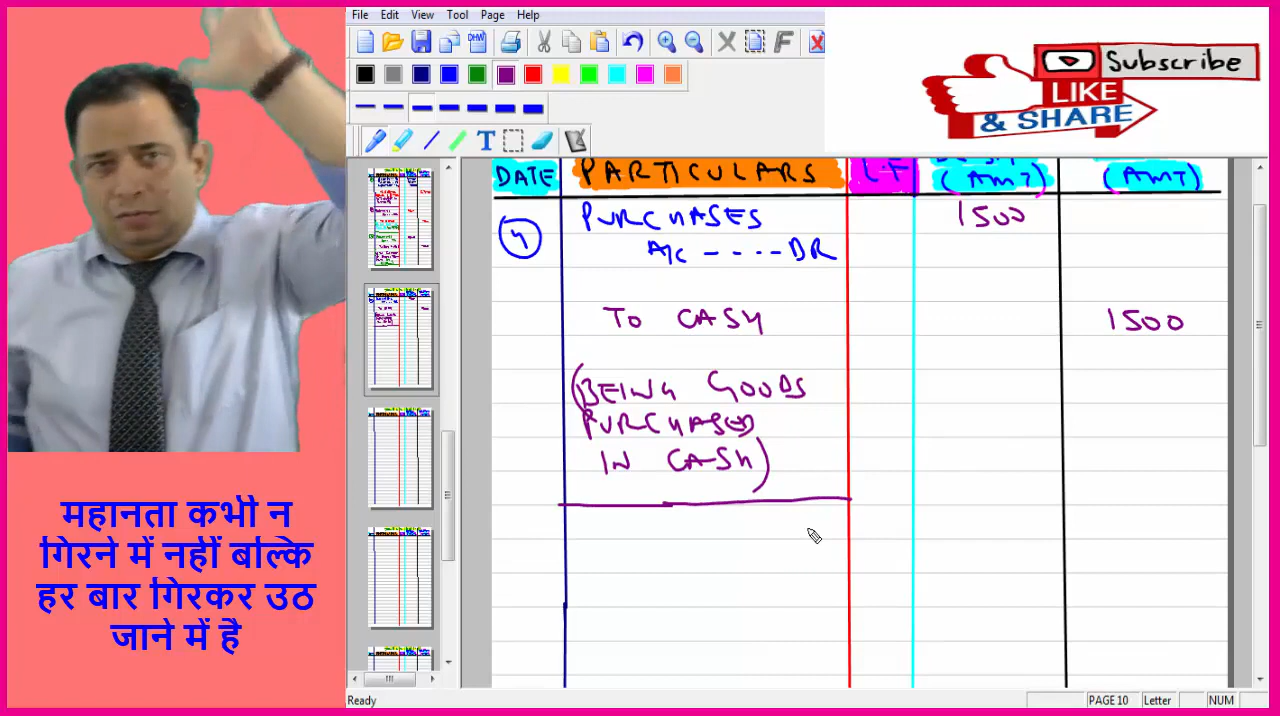 File Edit View Tool Page Help
DHW
Subscribe
LIKE
& SHARE
DATE PARTICULARS L.F (AMT) (AMT)
4 PURCHASES 1500
A/C ----DR
TO CASH 1500
(BEING GOODS
PURCHASED
IN CASH)
महानता कभी न
गिरने में नहीं बल्कि
हर बार गिरकर उठ
जाने में है
Ready PAGE 10 Letter NUM